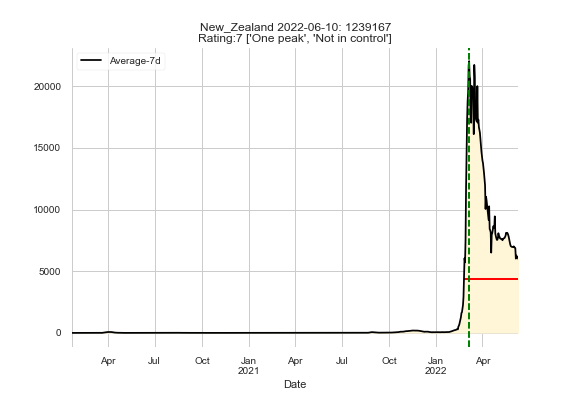 New_Zealand 2022-06-10: 1239167
Rating:7 ['One peak', 'Not in control']
Average-7d
20000
15000
10000
5000
0
Apr Jul Oct Jan Apr Jul Oct Jan Apr
2021 2022
Date